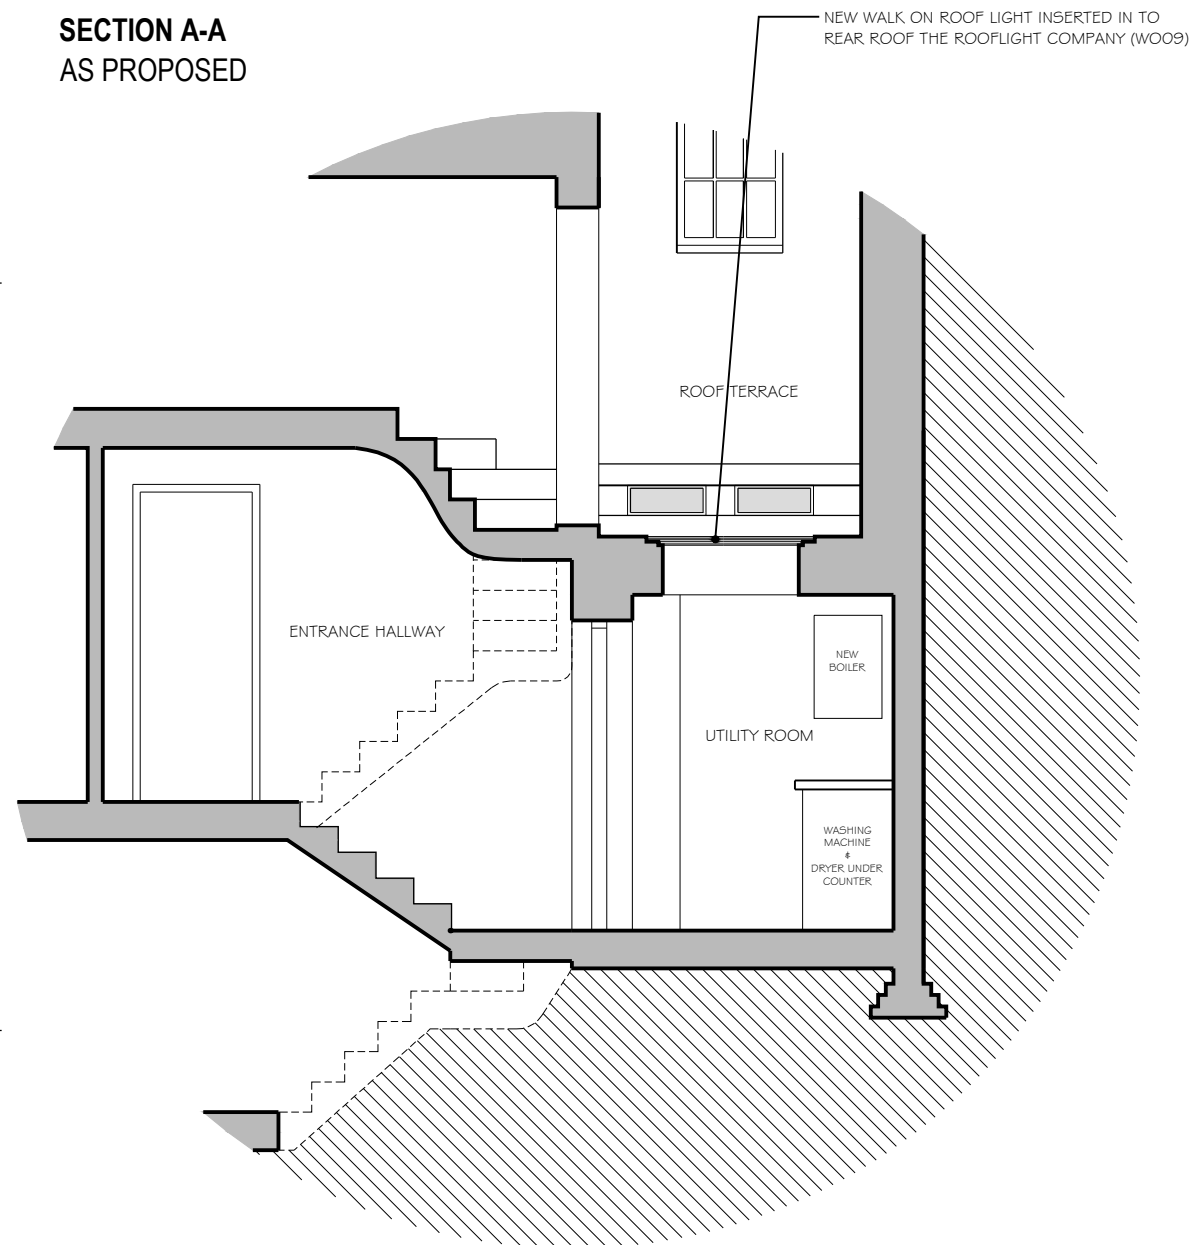 SECTION A-A
AS PROPOSED
NEW WALK ON ROOF LIGHT INSERTED IN TO
REAR ROOF THE ROOFLIGHT COMPANY (WO09)
ROOF TERRACE
ENTRANCE HALLWAY
NEW
BOILER
UTILITY ROOM
WASHING
MACHINE
&
DRYER UNDER
COUNTER